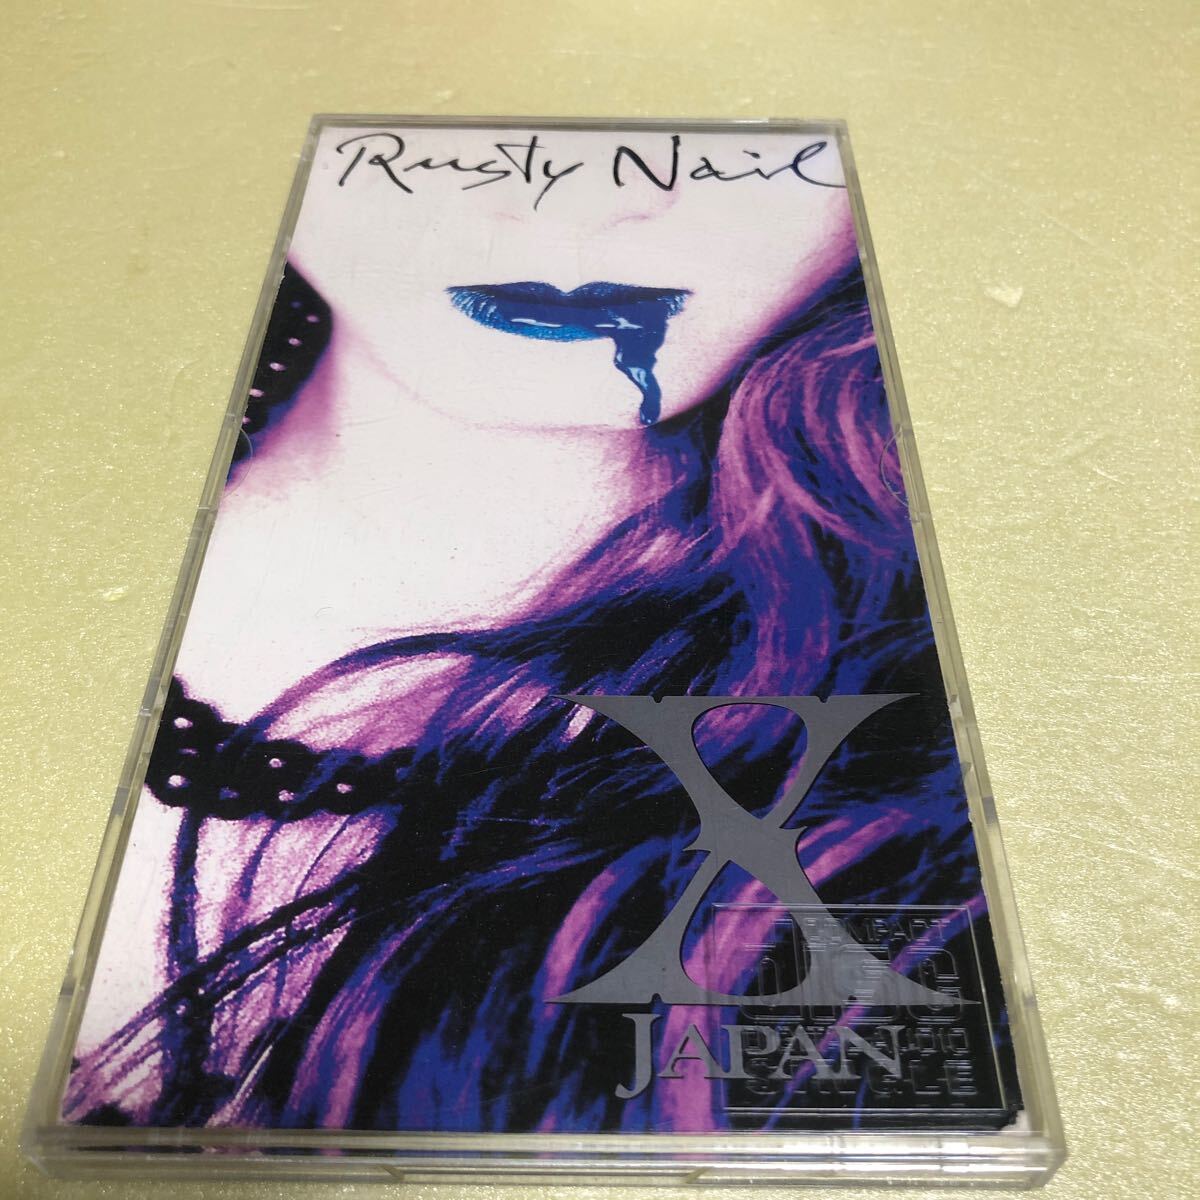 Rusty Nail
X
JAPAN
COMPACT
disc
DIGITAL AUDIO
SINGLE